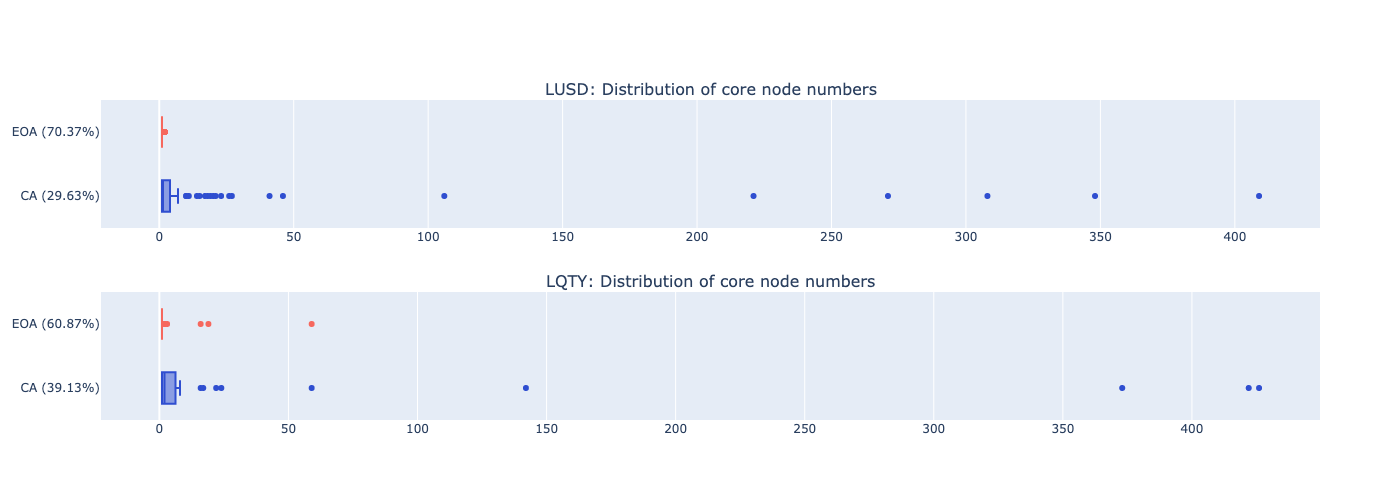 LUSD: Distribution of core node numbers
EOA (70.37%)
CA (29.63%)
0 50 100 150 200 250 300 350 400
LQTY: Distribution of core node numbers
EOA (60.87%)
CA (39.13%)
0 50 100 150 200 250 300 350 400